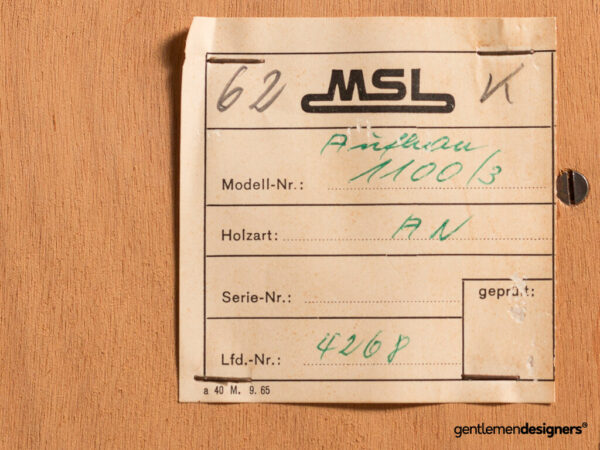 62 MSL K
Aufbau
Modell-Nr.: 1100/3
Holzart: AN
Serie-Nr.:
geprüft:
Lfd.-Nr.: 4268
a 40 M. 9. 65
gentlemendesigners®